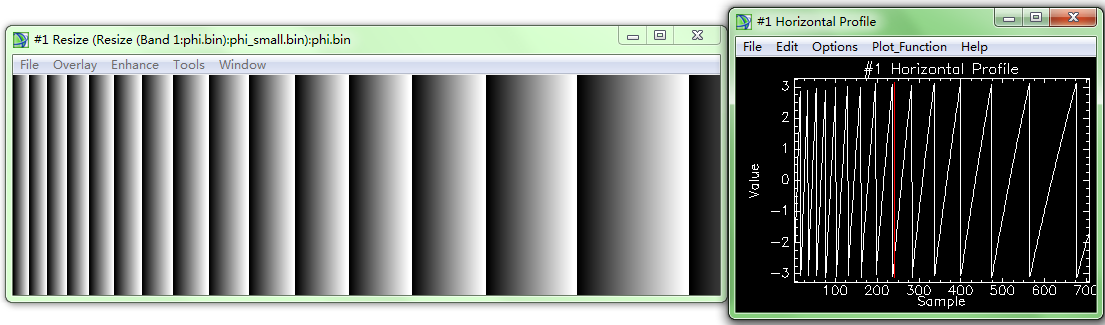 #1 Resize (Resize (Band 1:phi.bin):phi_small.bin):phi.bin
File Overlay Enhance Tools Window
#1 Horizontal Profile
File Edit Options Plot_Function Help
#1 Horizontal Profile
Value
3
2
1
0
-1
-2
-3
100 200 300 400 500 600 700
Sample